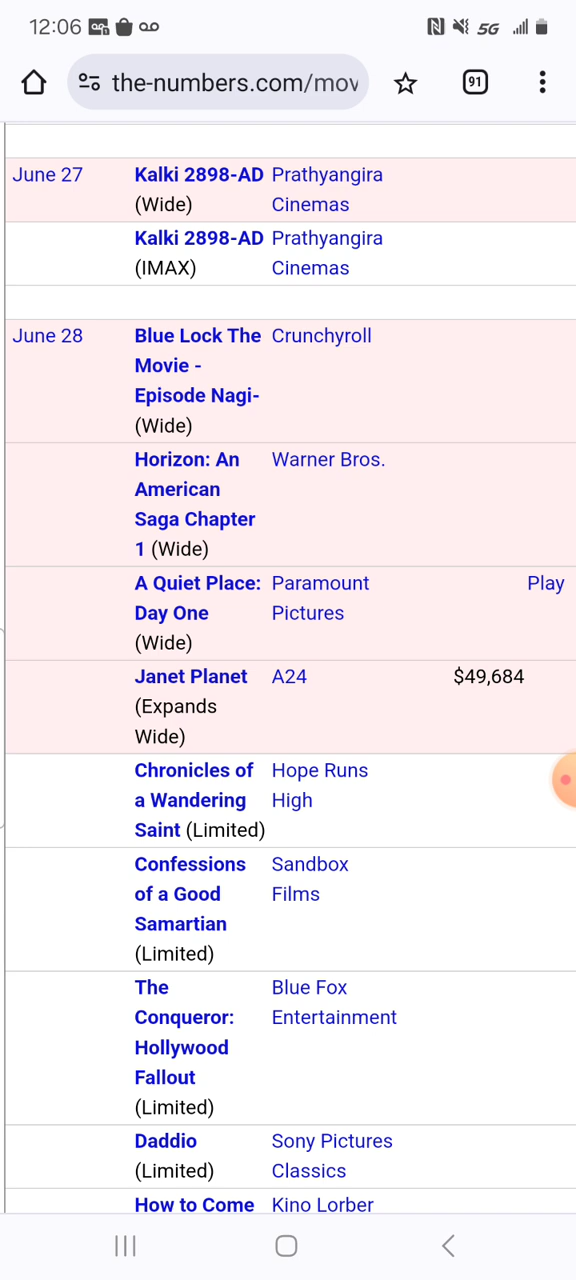 12:06
5G
the-numbers.com/mov
91
June 27 Kalki 2898-AD Prathyangira
(Wide) Cinemas
Kalki 2898-AD Prathyangira
(IMAX) Cinemas
June 28 Blue Lock The Crunchyroll
Movie -
Episode Nagi-
(Wide)
Horizon: An Warner Bros.
American
Saga Chapter
1 (Wide)
A Quiet Place: Paramount Play
Day One Pictures
(Wide)
Janet Planet A24 $49,684
(Expands
Wide)
Chronicles of Hope Runs
a Wandering High
Saint (Limited)
Confessions Sandbox
of a Good Films
Samartian
(Limited)
The Blue Fox
Conqueror: Entertainment
Hollywood
Fallout
(Limited)
Daddio Sony Pictures
(Limited) Classics
How to Come Kino Lorber